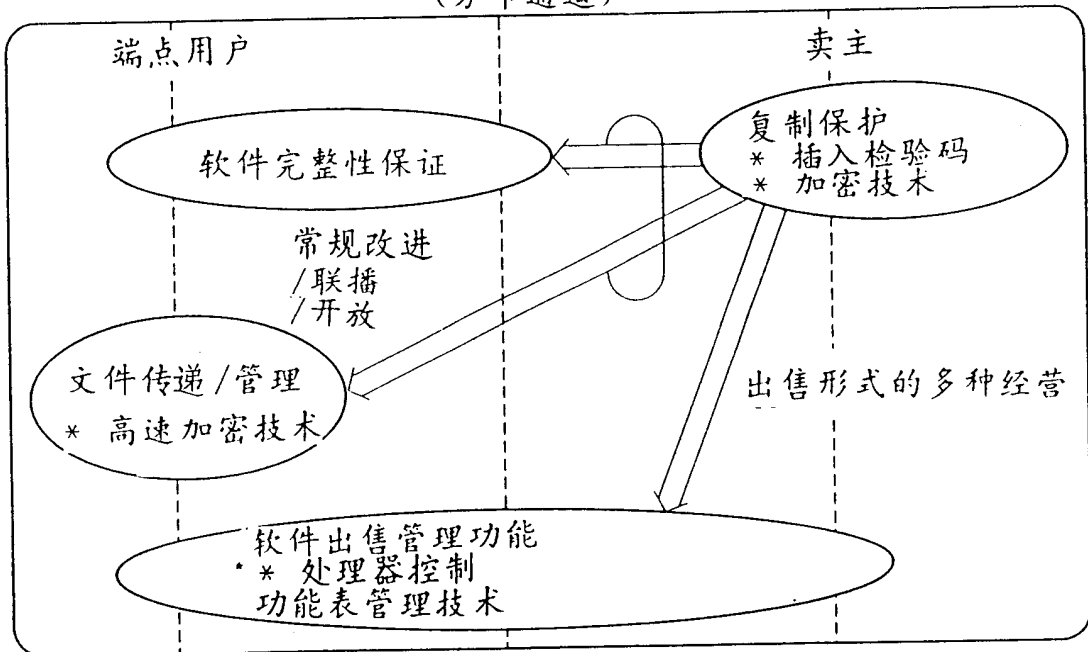 端点用户
卖主
复制保护
* 插入检验码
* 加密技术
软件完整性保证
常规改进
/联播
/开放
文件传递/管理
* 高速加密技术
出售形式的多种经营
软件出售管理功能
* 处理器控制
功能表管理技术